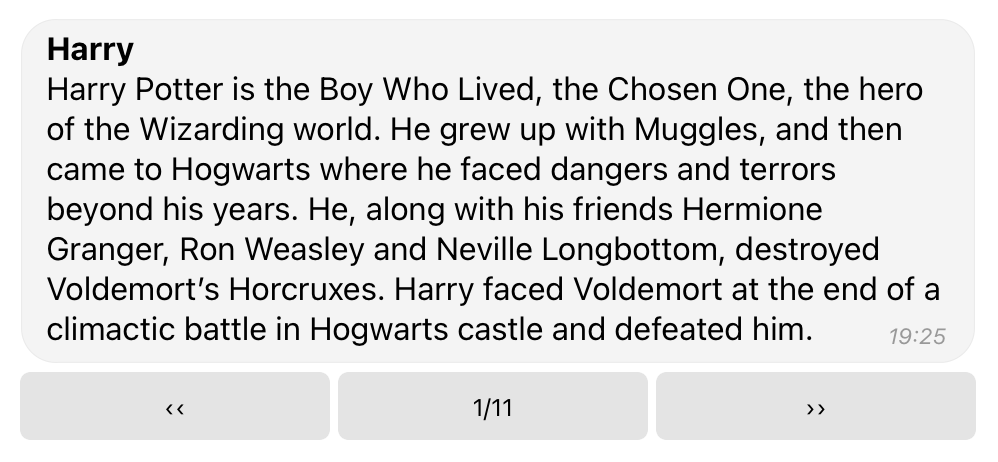 Harry
Harry Potter is the Boy Who Lived, the Chosen One, the hero
of the Wizarding world. He grew up with Muggles, and then
came to Hogwarts where he faced dangers and terrors
beyond his years. He, along with his friends Hermione
Granger, Ron Weasley and Neville Longbottom, destroyed
Voldemort’s Horcruxes. Harry faced Voldemort at the end of a
climactic battle in Hogwarts castle and defeated him.
19:25
‹‹ 1/11 ››